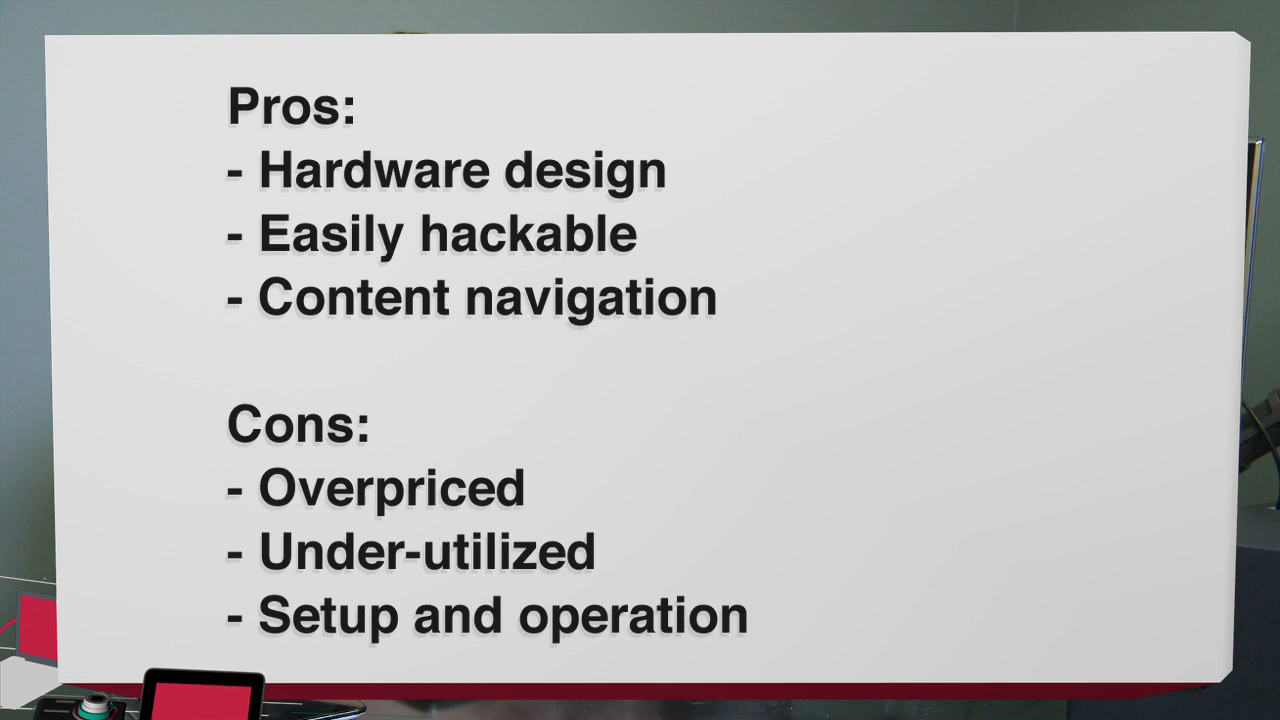 Pros:
- Hardware design
- Easily hackable
- Content navigation
Cons:
- Overpriced
- Under-utilized
- Setup and operation